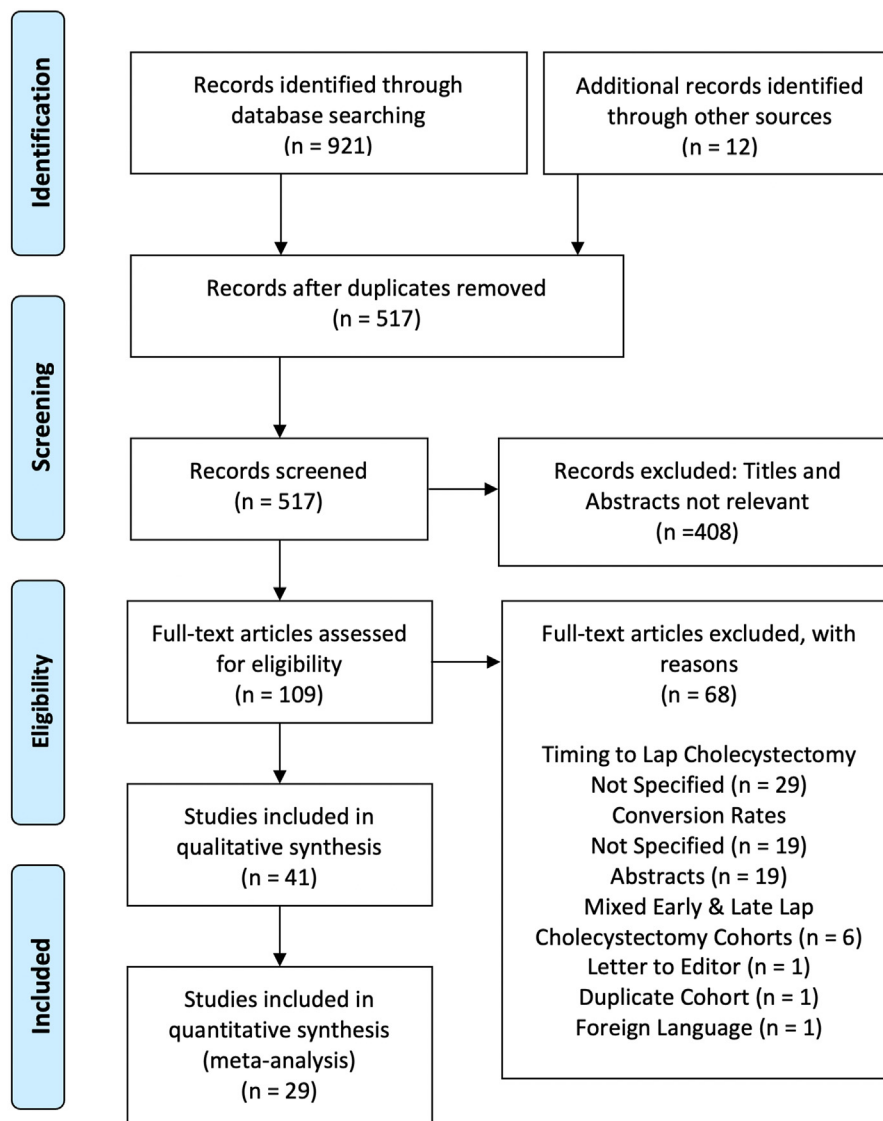 Identification
Records identified through
database searching
(n = 921)
Additional records identified
through other sources
(n = 12)
Records after duplicates removed
(n = 517)
Screening
Records screened
(n = 517)
Records excluded: Titles and
Abstracts not relevant
(n =408)
Eligibility
Full-text articles assessed
for eligibility
(n = 109)
Full-text articles excluded, with
reasons
(n = 68)
Timing to Lap Cholecystectomy
Not Specified (n = 29)
Conversion Rates
Not Specified (n = 19)
Abstracts (n = 19)
Mixed Early & Late Lap
Cholecystectomy Cohorts (n = 6)
Letter to Editor (n = 1)
Duplicate Cohort (n = 1)
Foreign Language (n = 1)
Studies included in
qualitative synthesis
(n = 41)
Included
Studies included in
quantitative synthesis
(meta-analysis)
(n = 29)